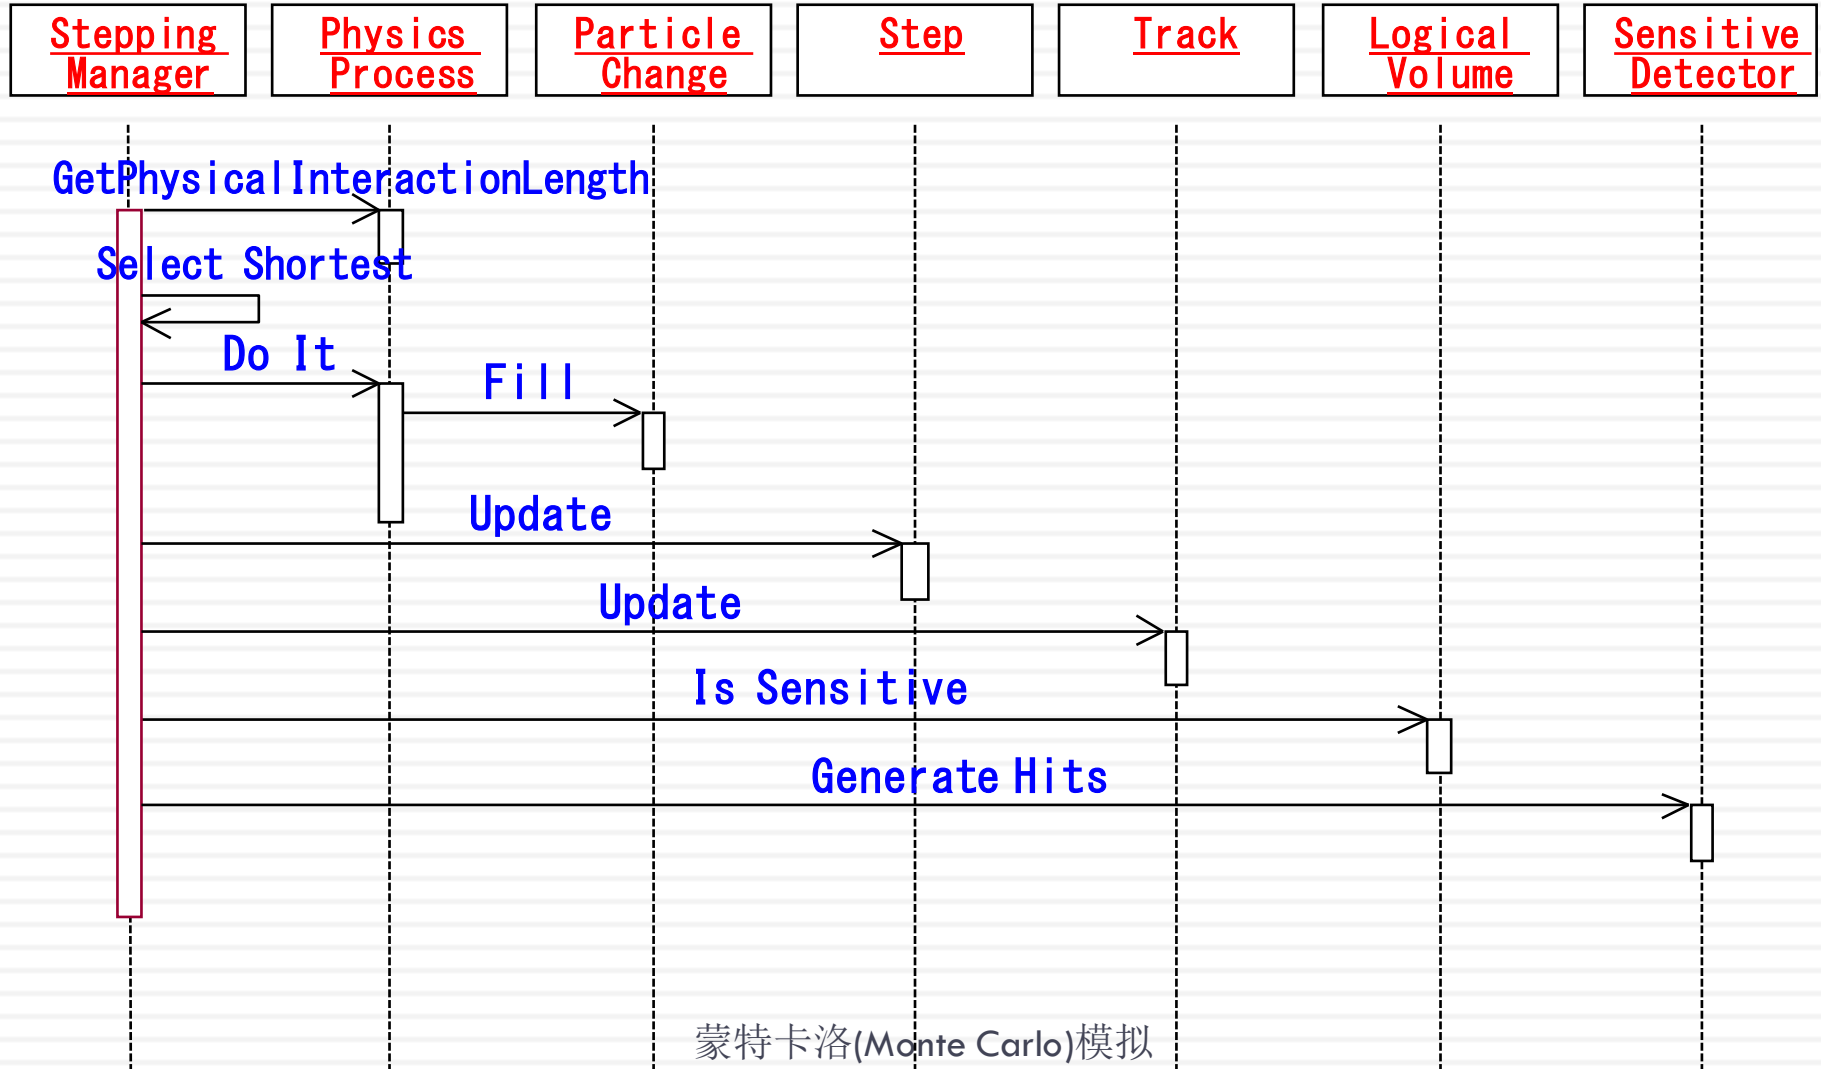 Stepping
Manager
Physics
Process
Particle
Change
Step
Track
Logical
Volume
Sensitive
Detector
GetPhysicalInteractionLength
Select Shortest
Do It
Fill
Update
Update
Is Sensitive
Generate Hits
蒙特卡洛(Monte Carlo)模拟